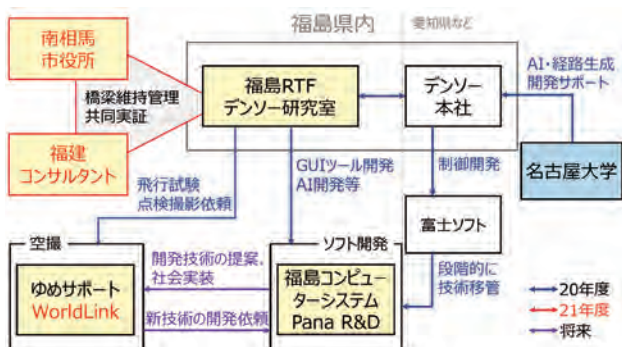 福島県内
愛知県など
南相馬
市役所
橋梁維持管理
共同実証
福建
コンサルタント
福島RTF
デンソー研究室
デンソー
本社
AI・経路生成
開発サポート
名古屋大学
飛行試験
点検撮影依頼
GUIツール開発
AI開発等
制御開発
富士ソフト
段階的に
技術移管
空撮
ゆめサポート
WorldLink
開発技術の提案、
社会実装
新技術の開発依頼
ソフト開発
福島コンピュ
ーターシステム
Pana R&D
20年度
21年度
将来